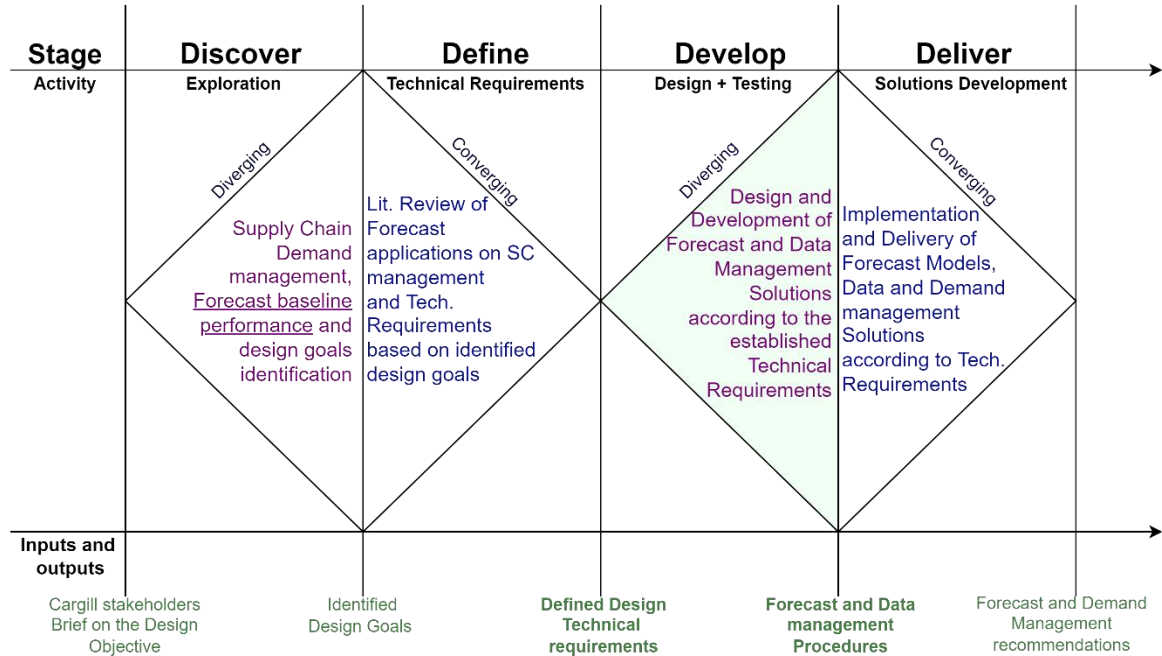 Stage
Discover
Define
Develop
Deliver
Activity
Exploration
Technical Requirements
Design + Testing
Solutions Development
Diverging
Supply Chain
Demand
management,
Forecast baseline
performance and
design goals
identification
Converging
Lit. Review of
Forecast
applications on SC
management
and Tech.
Requirements
based on identified
design goals
Diverging
Design and
Development of
Forecast and Data
Management
Solutions
according to the
established
Technical
Requirements
Converging
Implementation
and Delivery of
Forecast Models,
Data and Demand
management
Solutions
according to Tech.
Requirements
Inputs and
outputs
Cargill stakeholders
Brief on the Design
Objective
Identified
Design Goals
Defined Design
Technical
requirements
Forecast and Data
management
Procedures
Forecast and Demand
Management
recommendations